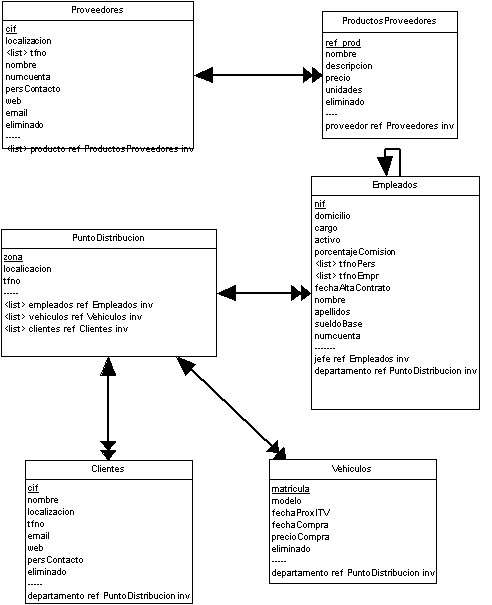 Proveedores
cif
localizacion
<list> tfno
nombre
numcuenta
persContacto
web
email
eliminado
-----
<list> producto ref ProductosProveedores inv
ProductosProveedores
ref_prod
nombre
descripcion
precio
unidades
eliminado
----
proveedor ref Proveedores inv
Empleados
nif
domicilio
cargo
activo
porcentajeComision
<list> tfnoPers
<list> tfnoEmpr
fechaAltaContrato
nombre
apellidos
sueldoBase
numcuenta
-------
jefe ref Empleados inv
departamento ref PuntoDistribucion inv
PuntoDistribucion
zona
localicacion
tfno
-----
<list> empleados ref Empleados inv
<list> vehiculos ref Vehiculos inv
<list> clientes ref Clientes inv
Clientes
cif
nombre
localizacion
tfno
email
web
persContacto
eliminado
-----
departamento ref PuntoDistribucion inv
Vehiculos
matricula
modelo
fechaProxITV
fechaCompra
precioCompra
eliminado
-----
departamento ref PuntoDistribucion inv